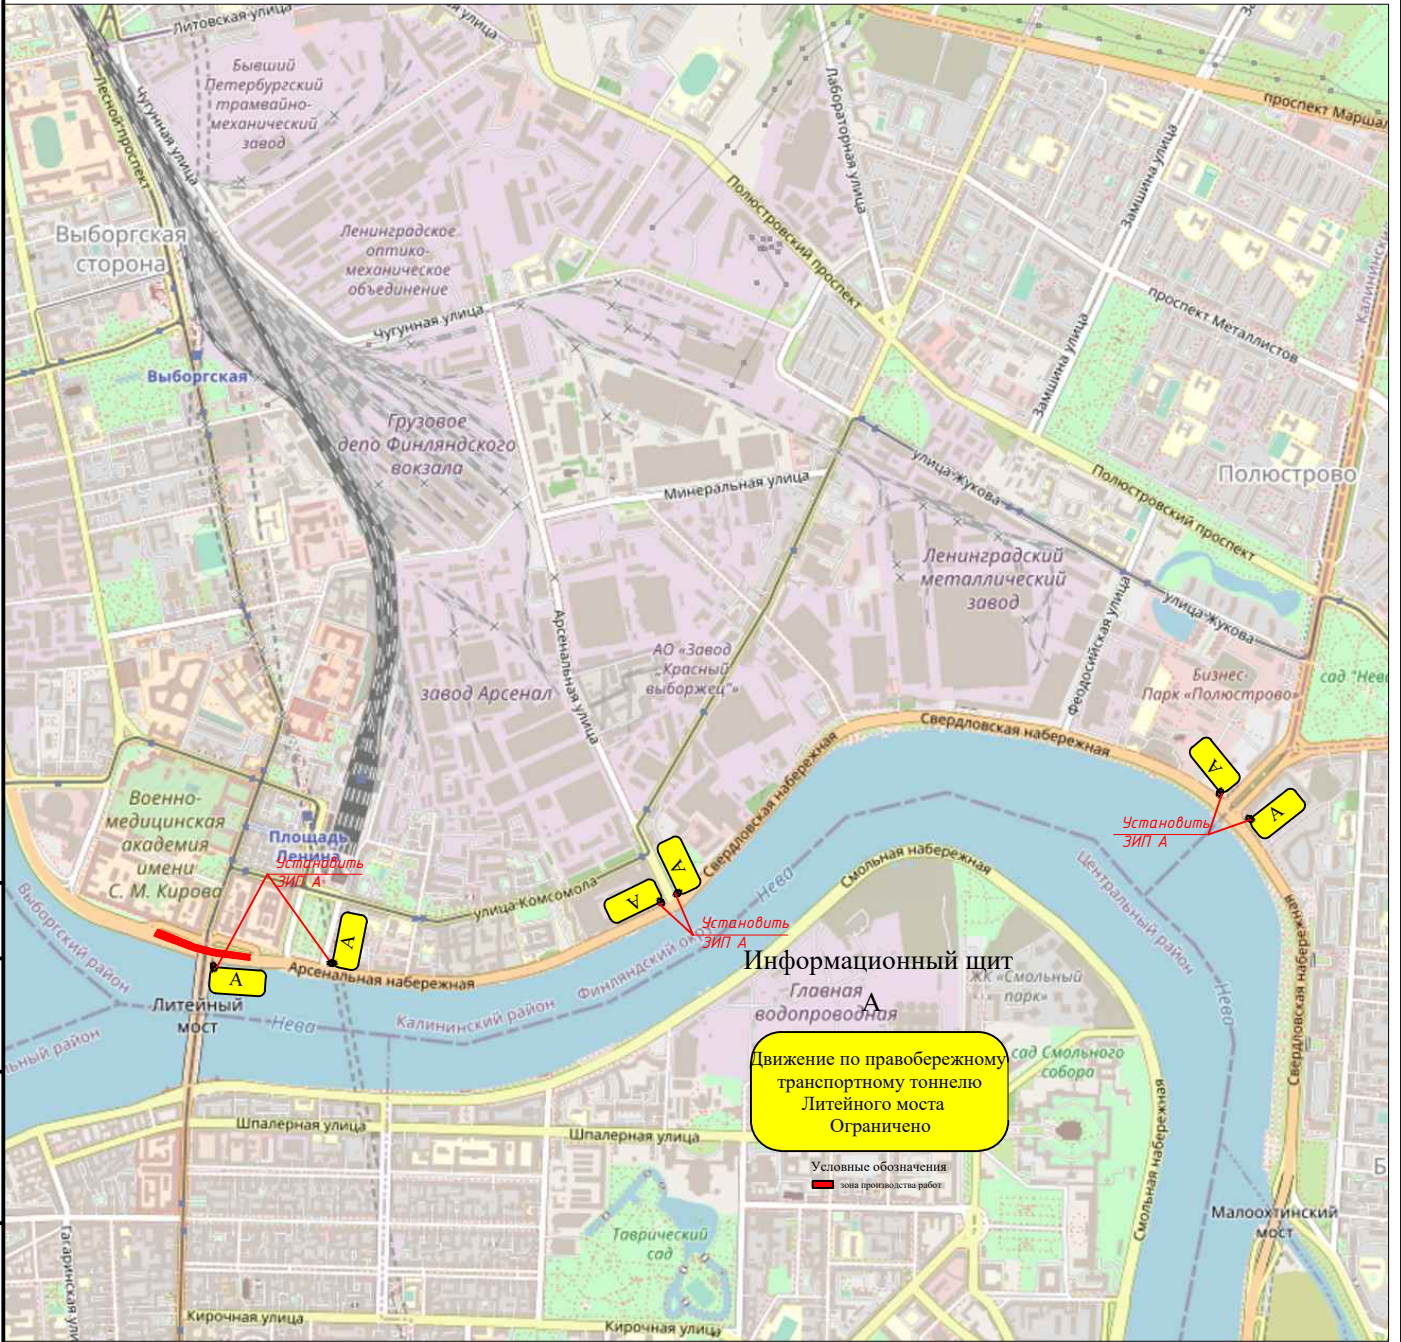 Литовская улица
Бывший
Петербургский
трамвайно-
механический
завод
Лесной проспект
Чугунная улица
Лабораторная улица
проспект Маршал
Замшина улица
Выборгская
сторона
Ленинградское
оптико-
механическое
объединение
Полюстровский проспект
Чугунная улица
проспект Металлистов
Замшина улица
Выборгская
Грузовое
депо Финляндского
вокзала
Минеральная улица
улица Жукова
Полюстрово
Полюстровский проспект
Ленинградский
металлический
завод
Арсенальная улица
Феодосийская улица
улица Жукова
АО «Завод
„Красный
выборжец"»
завод Арсенал
Бизнес-
Парк «Полюстрово»
сад "Нев
Свердловская набережная
Свердловская набережная
Военно-
медицинская
академия
имени
С. М. Кирова
Площадь
Ленина
Установить
ЗИП А
А
А
Установить
ЗИП А
А
А
Смольная набережная
Центральный район
улица Комсомола
А
А
Установить
ЗИП А
Нева
Выборгский район
А
А
Арсенальная набережная
Литейный
мост
Нева
Калининский район
Финляндский окр
Информационный щит
А
Главная
водопроводная
ЖК «Смольный
парк»
Нева
Свердловская набережная
льный район
Движение по правобережному
транспортному тоннелю
Литейного моста
Ограничено
сад Смольного
собора
Шпалерная улица
Шпалерная улица
Условные обозначения
зона производства работ
Смольная набережная
Малоохтинский
мост
Б
Таврический
сад
Гагаринская ули
Кирочная улица
Кирочная улица